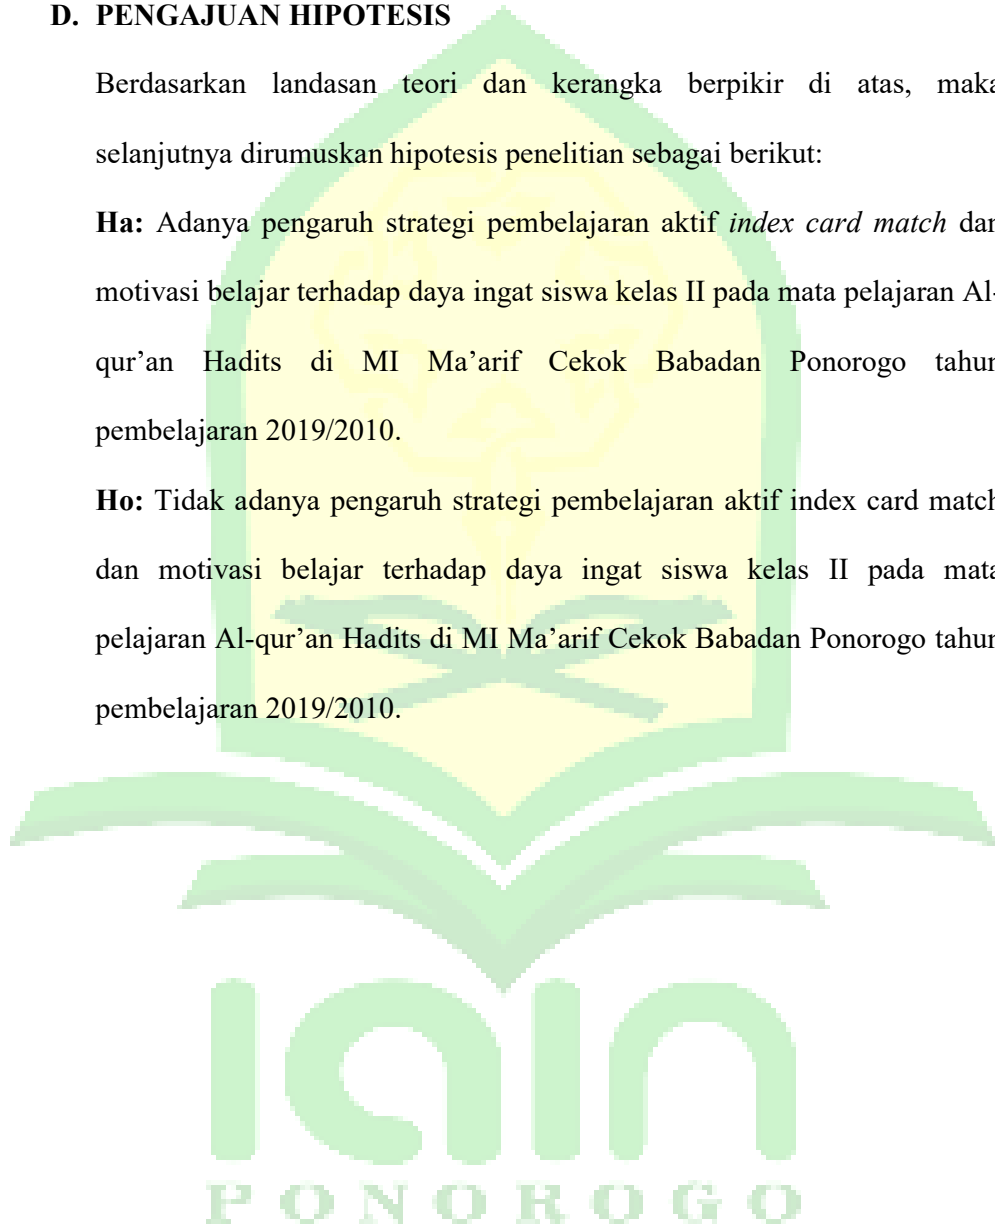 D. PENGAJUAN HIPOTESIS
Berdasarkan landasan teori dan kerangka berpikir di atas, maka
selanjutnya dirumuskan hipotesis penelitian sebagai berikut:
Ha: Adanya pengaruh strategi pembelajaran aktif index card match dan
motivasi belajar terhadap daya ingat siswa kelas II pada mata pelajaran Al-
qur’an Hadits di MI Ma’arif Cekok Babadan Ponorogo tahun
pembelajaran 2019/2010.
Ho: Tidak adanya pengaruh strategi pembelajaran aktif index card match
dan motivasi belajar terhadap daya ingat siswa kelas II pada mata
pelajaran Al-qur’an Hadits di MI Ma’arif Cekok Babadan Ponorogo tahun
pembelajaran 2019/2010.
iain
PONOROGO